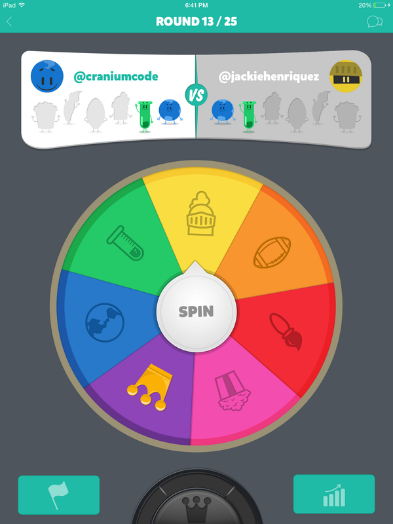 iPad 6:41 PM 20%
ROUND 13 / 25
@craniumcode VS @jackiehenriquez
SPIN